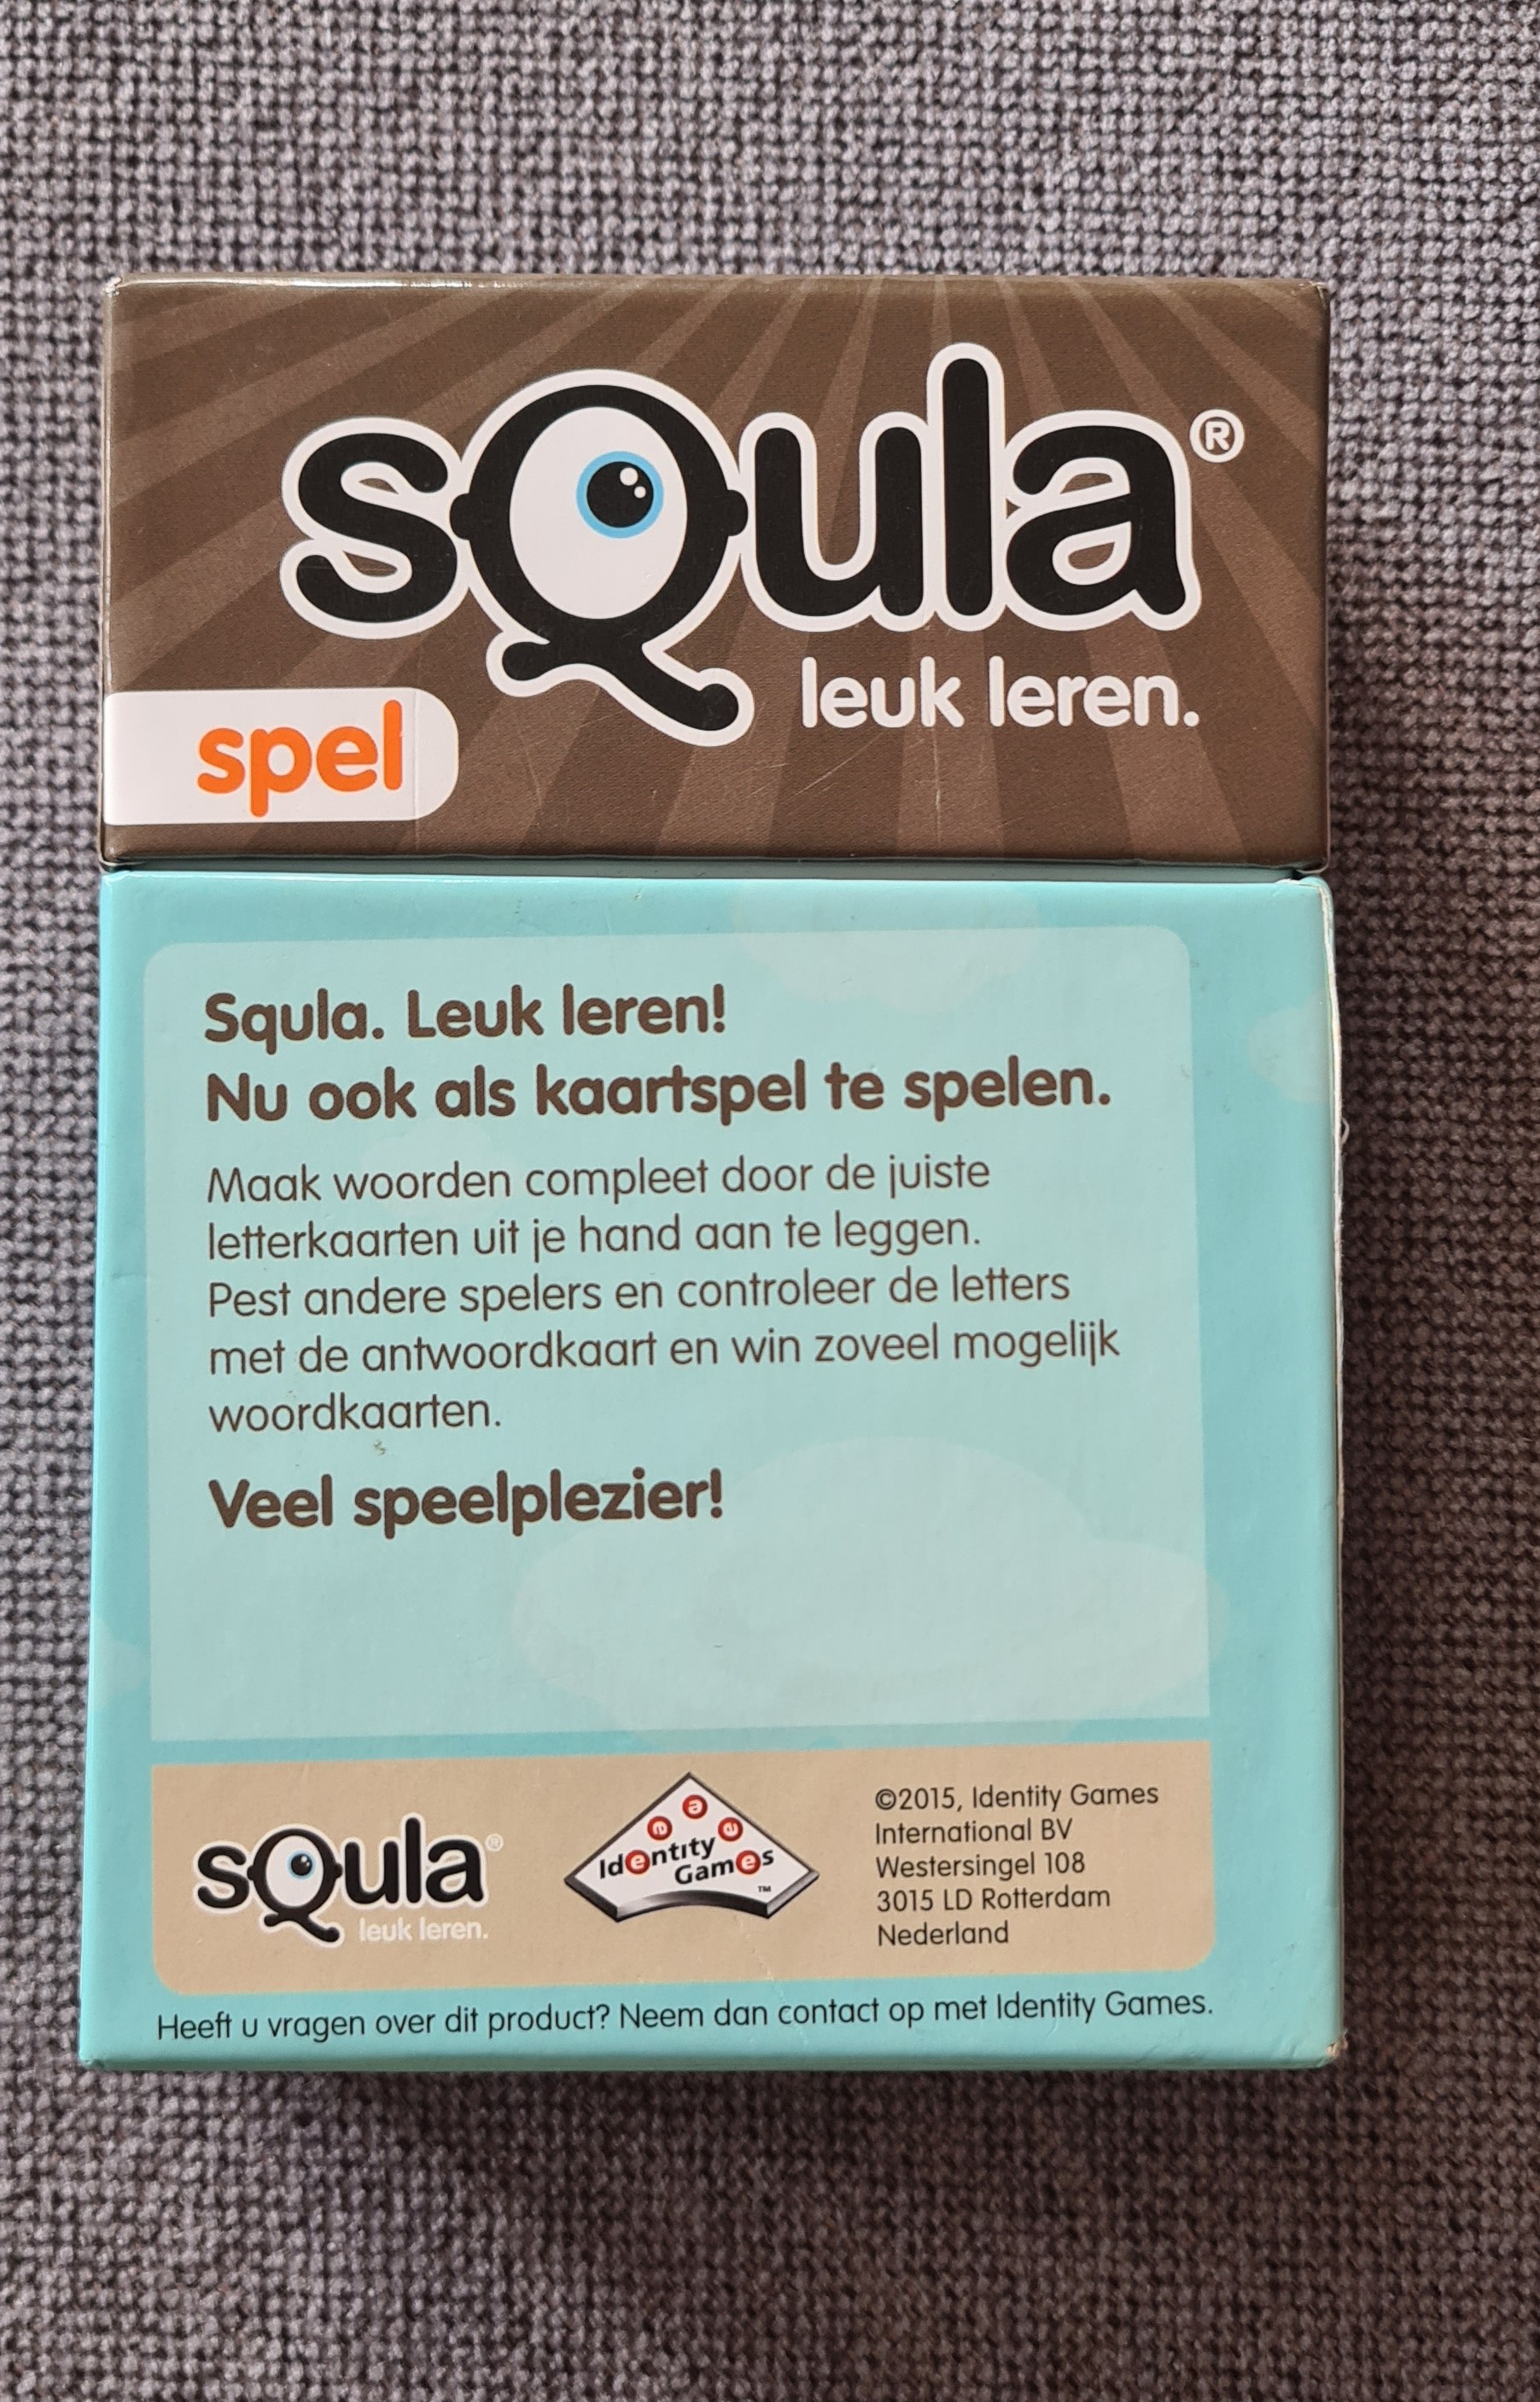 sQula®
leuk leren.
spel
Squla. Leuk leren!
Nu ook als kaartspel te spelen.
Maak woorden compleet door de juiste
letterkaarten uit je hand aan te leggen.
Pest andere spelers en controleer de letters
met de antwoordkaart en win zoveel mogelijk
woordkaarten.
Veel speelplezier!
sQula®
leuk leren.
e a e
Identity
Games
™
©2015, Identity Games
International BV
Westersingel 108
3015 LD Rotterdam
Nederland
Heeft u vragen over dit product? Neem dan contact op met Identity Games.